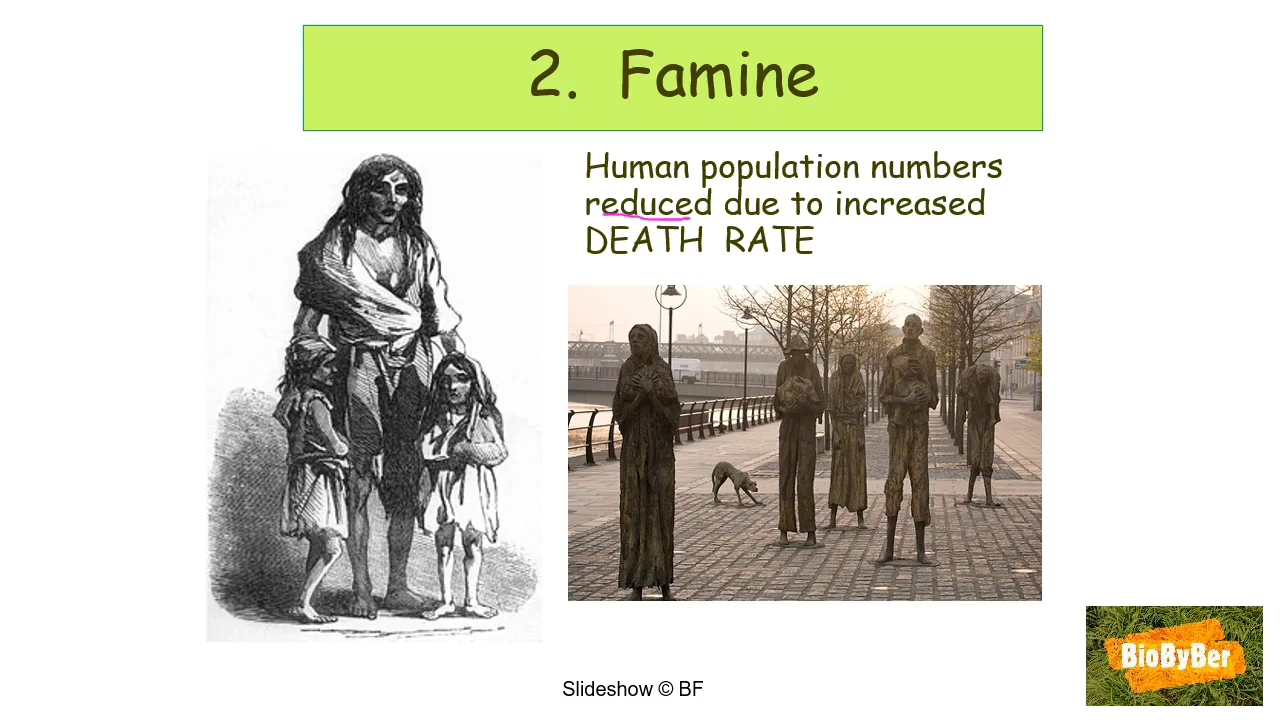 2. Famine
Human population numbers
reduced due to increased
DEATH RATE
BioByBer
Slideshow © BF